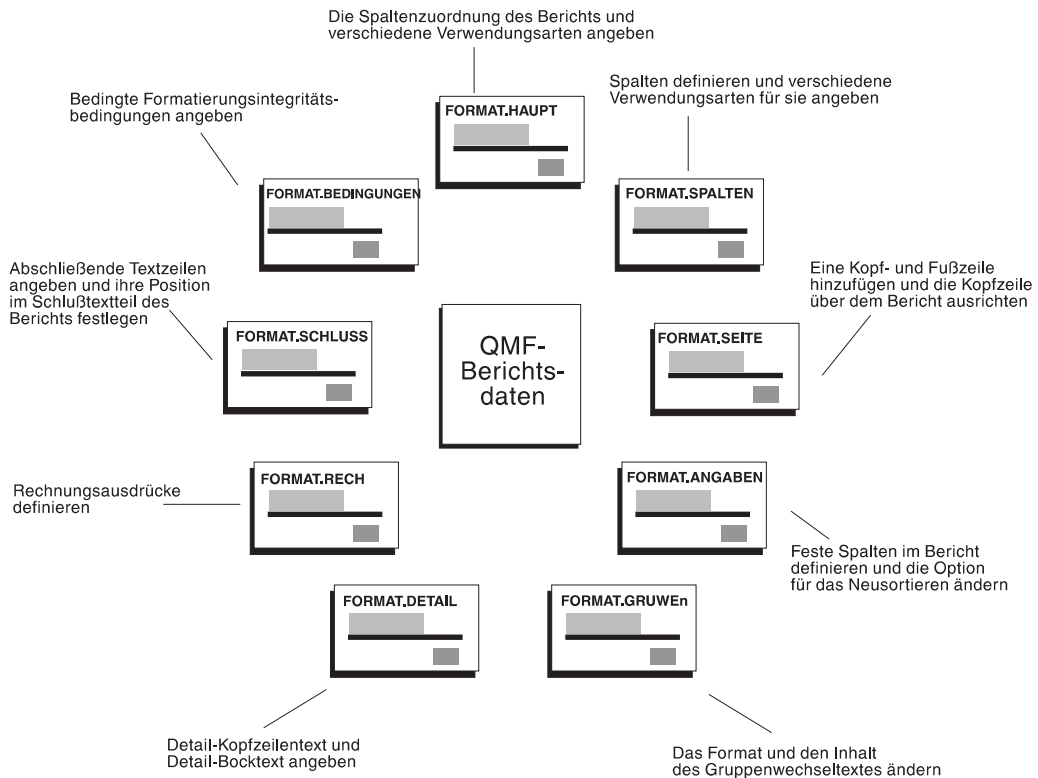 Die Spaltenzuordnung des Berichts und
verschiedene Verwendungsarten angeben
Spalten definieren und verschiedene
Verwendungsarten für sie angeben
Bedingte Formatierungsintegritäts-
bedingungen angeben
FORMAT.HAUPT
FORMAT.BEDINGUNGEN
FORMAT.SPALTEN
Abschließende Textzeilen
angeben und ihre Position
im Schlußtextteil des
Berichts festlegen
Eine Kopf- und Fußzeile
hinzufügen und die Kopfzeile
über dem Bericht ausrichten
FORMAT.SCHLUSS
QMF-
Berichts-
daten
FORMAT.SEITE
Rechnungsausdrücke
definieren
FORMAT.RECH
FORMAT.ANGABEN
Feste Spalten im Bericht
definieren und die Option
für das Neusortieren ändern
FORMAT.DETAIL
FORMAT.GRUWEn
Detail-Kopfzeilentext und
Detail-Bocktext angeben
Das Format und den Inhalt
des Gruppenwechseltextes ändern